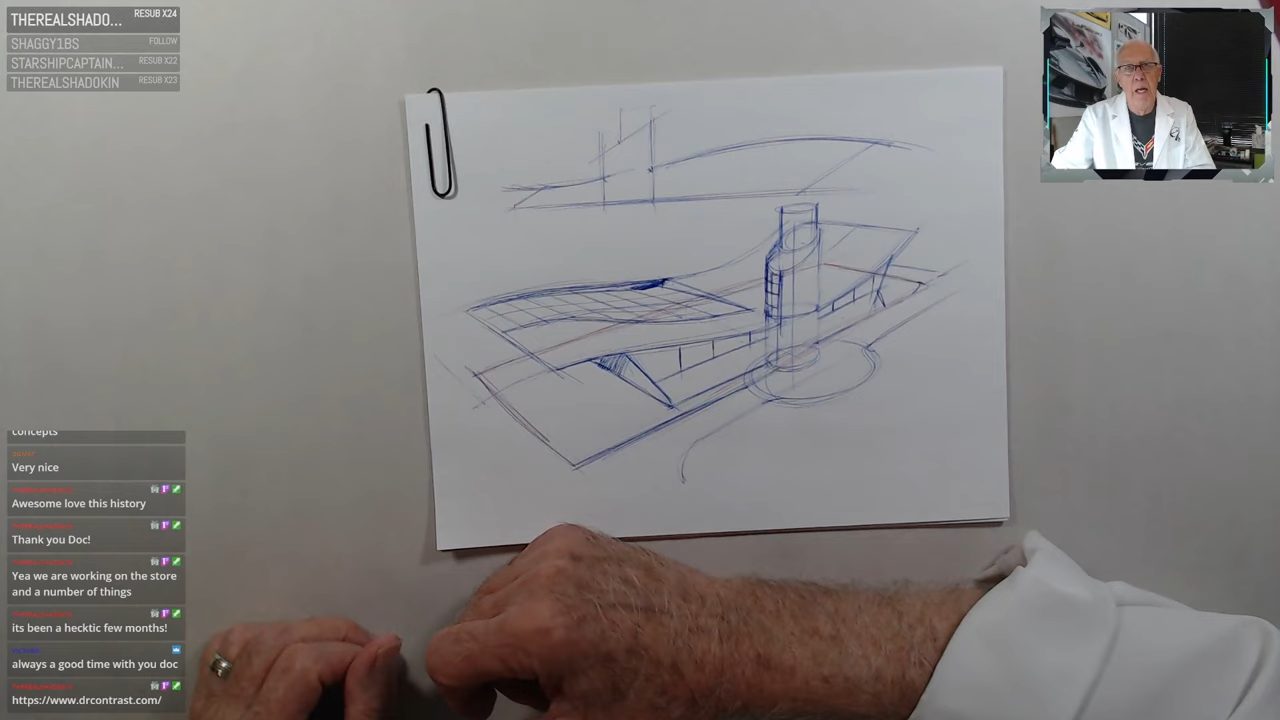 THEREALSHADO... RESUB X24
SHAGGY1BS FOLLOW
STARSHIPCAPTAIN... RESUB X22
THEREALSHADOKIN RESUB X23
concepts
Very nice
Awesome love this history
Thank you Doc!
Yea we are working on the store
and a number of things
its been a hecktic few months!
always a good time with you doc
https://www.drcontrast.com/